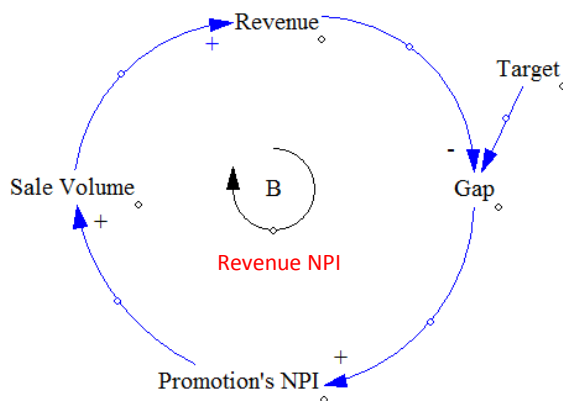 Revenue
+
Target
-
Sale Volume
B
Gap
+
Revenue NPI
+
Promotion's NPI